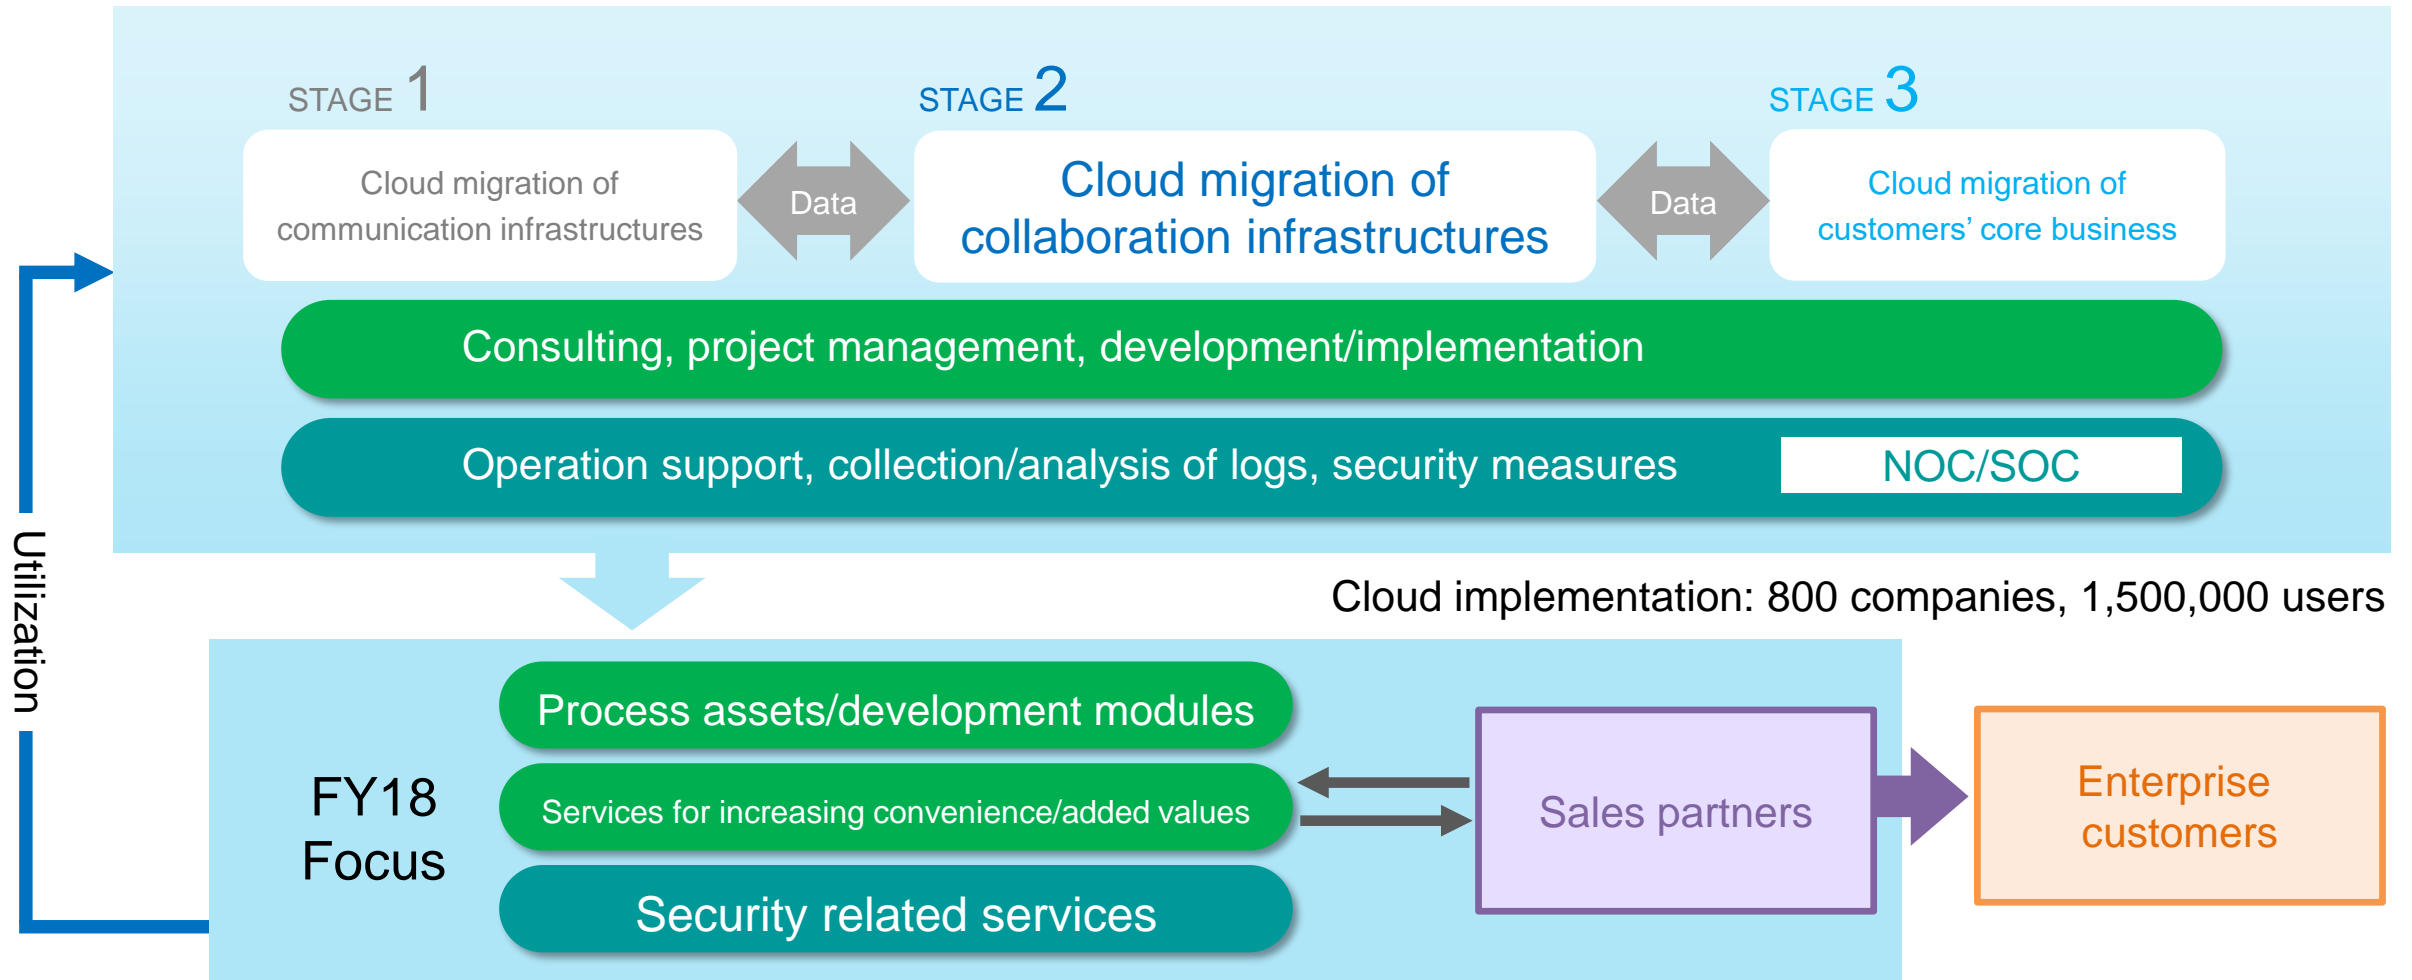 STAGE 1
STAGE 2
STAGE 3
Cloud migration of
communication infrastructures
Data
Cloud migration of
collaboration infrastructures
Data
Cloud migration of
customers’ core business
Consulting, project management, development/implementation
Operation support, collection/analysis of logs, security measures
NOC/SOC
Utilization
Cloud implementation: 800 companies, 1,500,000 users
FY18
Focus
Process assets/development modules
Services for increasing convenience/added values
Security related services
Sales partners
Enterprise
customers